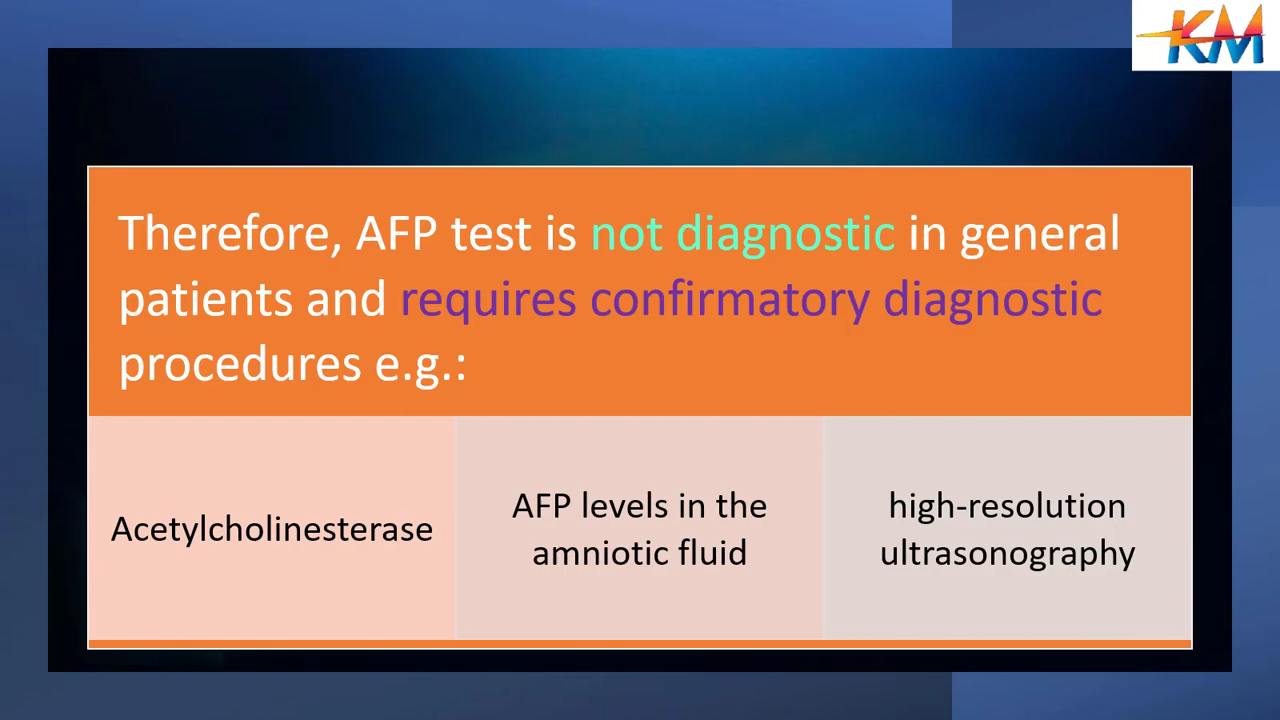 KM
Therefore, AFP test is not diagnostic in general
patients and requires confirmatory diagnostic
procedures e.g.:
Acetylcholinesterase
AFP levels in the
amniotic fluid
high-resolution
ultrasonography